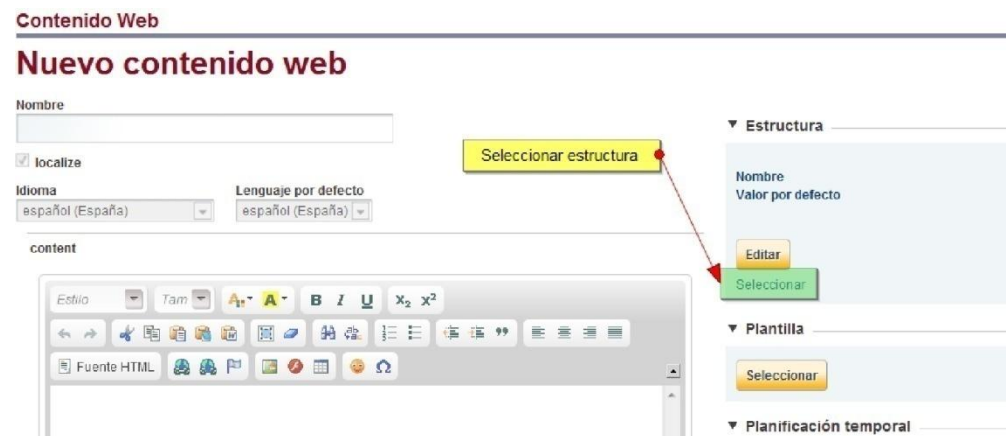 Contenido Web
Nuevo contenido web
Nombre
localize
Idioma
Lenguaje por defecto
español (España)
español (España)
content
Estilo
Tam
A
A
B I U X₂ X²
Fuente HTML
Ω
Seleccionar estructura
Estructura
Nombre
Valor por defecto
Editar
Seleccionar
Plantilla
Seleccionar
Planificación temporal